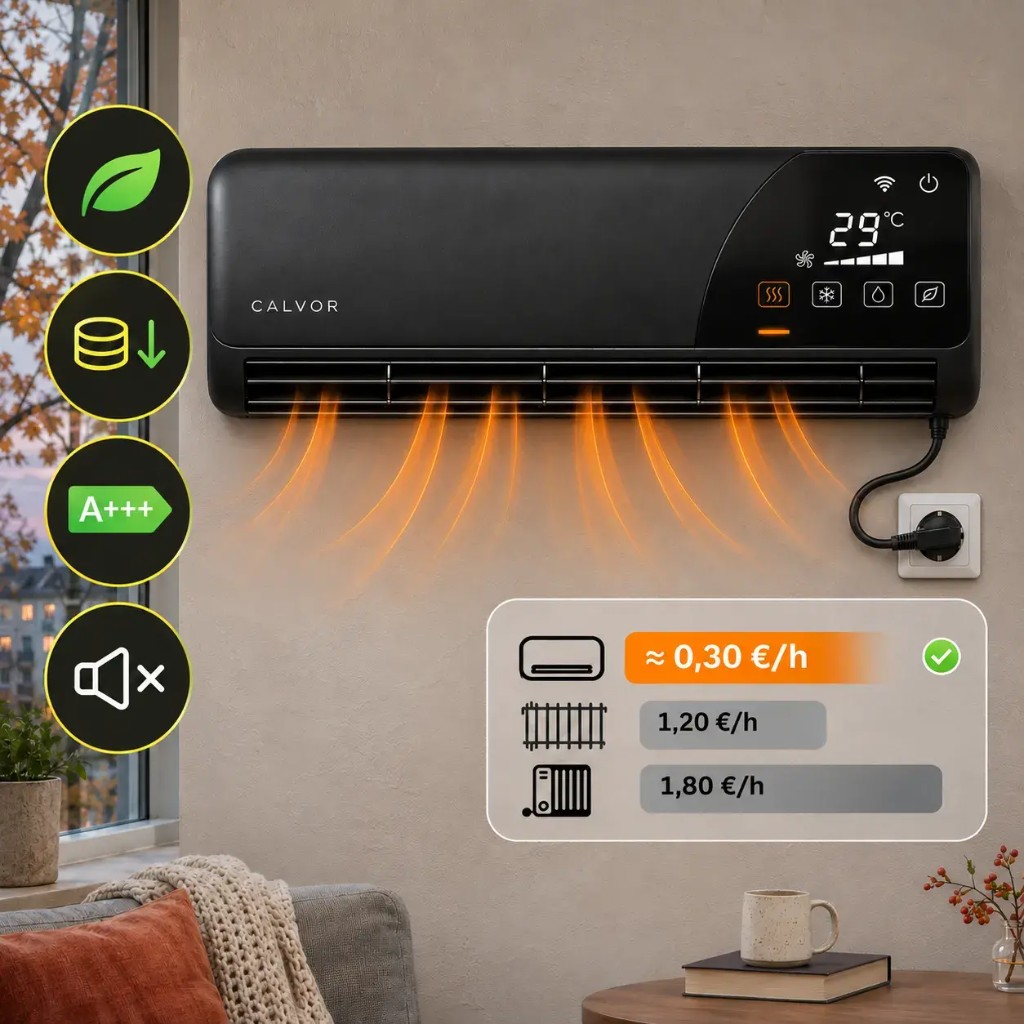 29°C
CALVOR
A+++
≈ 0,30 €/h
1,20 €/h
1,80 €/h